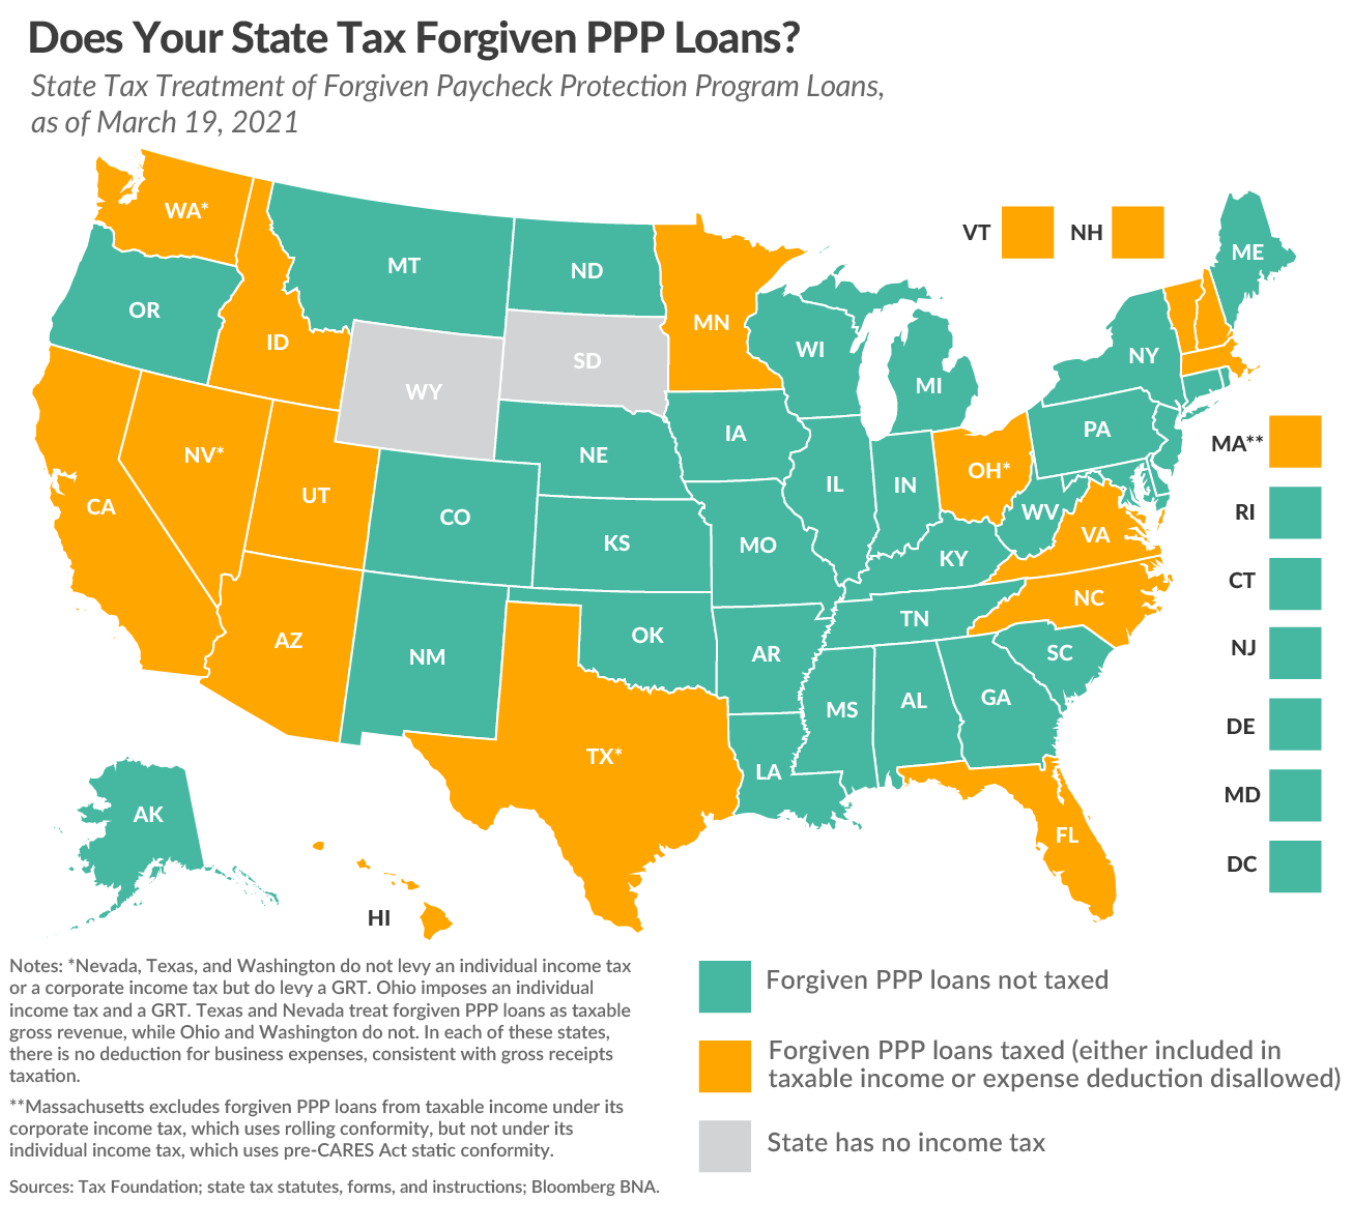 Does Your State Tax Forgiven PPP Loans?
State Tax Treatment of Forgiven Paycheck Protection Program Loans,
as of March 19, 2021
WA*
VT
NH
ME
MT
ND
OR
MN
ID
WI
SD
NY
MI
WY
PA
IA
MA**
NV*
NE
OH*
UT
IL
IN
CA
CO
WV
RI
VA
KS
MO
KY
CT
NC
TN
AZ
OK
NM
AR
SC
NJ
MS
AL
GA
DE
TX*
LA
MD
AK
FL
DC
HI
Notes: *Nevada, Texas, and Washington do not levy an individual income tax
or a corporate income tax but do levy a GRT. Ohio imposes an individual
income tax and a GRT. Texas and Nevada treat forgiven PPP loans as taxable
gross revenue, while Ohio and Washington do not. In each of these states,
there is no deduction for business expenses, consistent with gross receipts
taxation.
**Massachusetts excludes forgiven PPP loans from taxable income under its
corporate income tax, which uses rolling conformity, but not under its
individual income tax, which uses pre-CARES Act static conformity.
Sources: Tax Foundation; state tax statutes, forms, and instructions; Bloomberg BNA.
Forgiven PPP loans not taxed
Forgiven PPP loans taxed (either included in
taxable income or expense deduction disallowed)
State has no income tax